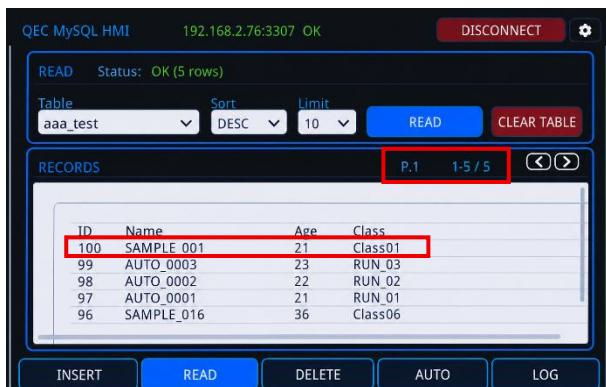 QEC MySQL HMI 192.168.2.76:3307 OK DISCONNECT
READ Status: OK (5 rows)
Table Sort Limit
aaa_test DESC 10 READ CLEAR TABLE
RECORDS P.1 1-5 / 5
ID Name Age Class
100 SAMPLE_001 21 Class01
99 AUTO_0003 23 RUN_03
98 AUTO_0002 22 RUN_02
97 AUTO_0001 21 RUN_01
96 SAMPLE_016 36 Class06
INSERT READ DELETE AUTO LOG